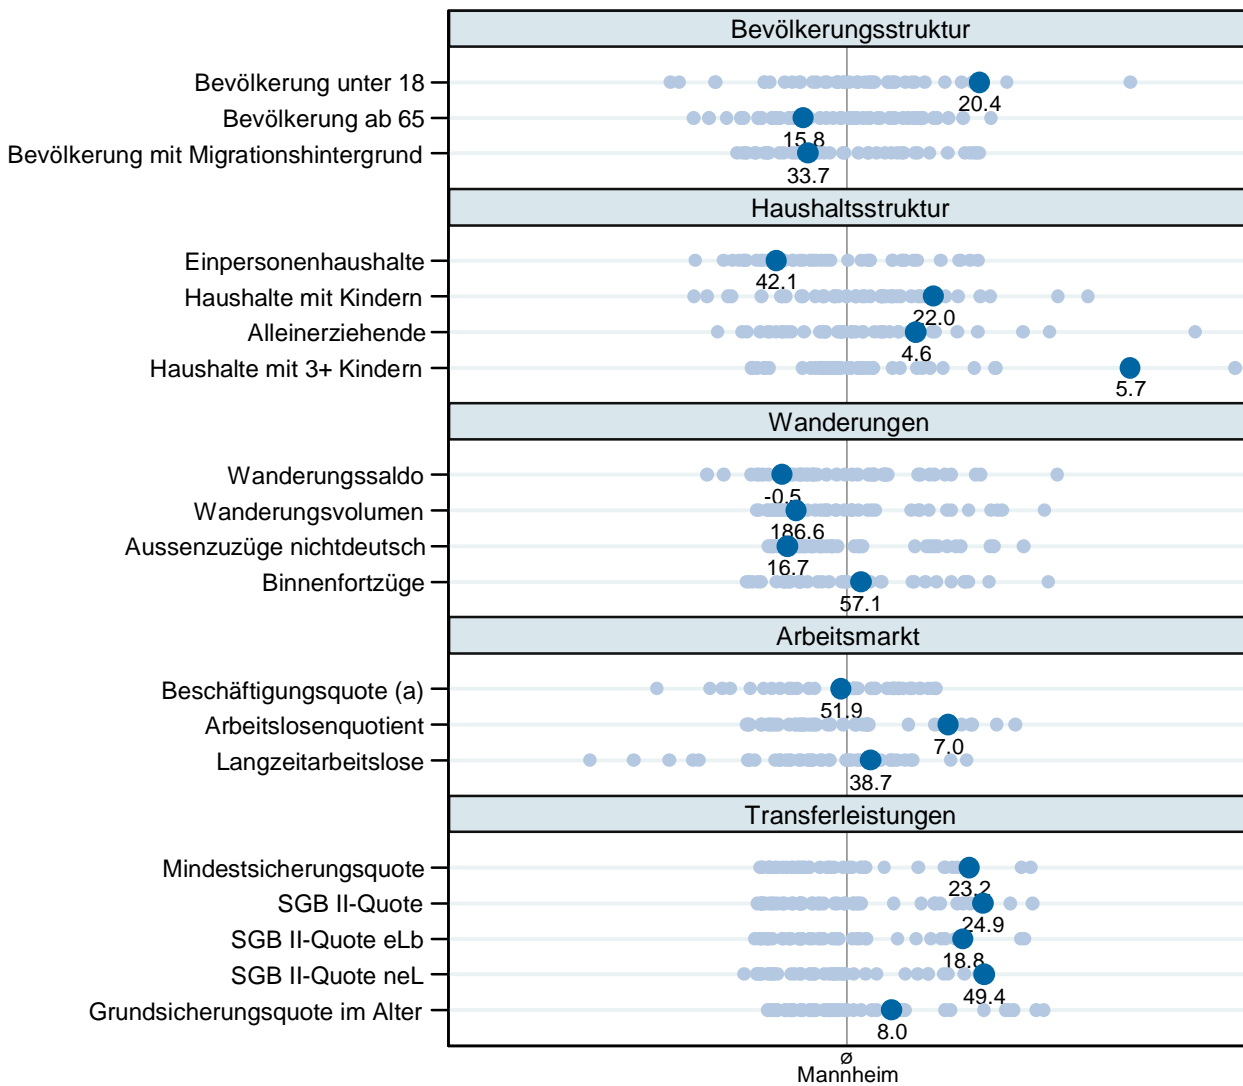 Bevölkerungsstruktur
Bevölkerung unter 18
20.4
Bevölkerung ab 65
15.8
Bevölkerung mit Migrationshintergrund
33.7
Haushaltsstruktur
Einpersonenhaushalte
42.1
Haushalte mit Kindern
22.0
Alleinerziehende
4.6
Haushalte mit 3+ Kindern
5.7
Wanderungen
Wanderungssaldo
-0.5
Wanderungsvolumen
186.6
Aussenzuzüge nichtdeutsch
16.7
Binnenfortzüge
57.1
Arbeitsmarkt
Beschäftigungsquote (a)
51.9
Arbeitslosenquotient
7.0
Langzeitarbeitslose
38.7
Transferleistungen
Mindestsicherungsquote
23.2
SGB II-Quote
24.9
SGB II-Quote eLb
18.8
SGB II-Quote neL
49.4
Grundsicherungsquote im Alter
8.0
ø
Mannheim